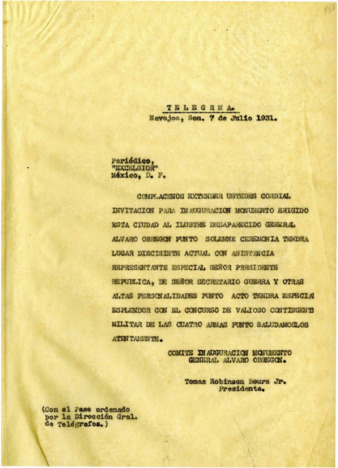 TELEGRMA.
Navojoa, Son. 7 de Julio 1931.
Periódico,
"EXCELSIOR"
México, D. F.
COMPLACENOS EXTENDER USTEDES CORDIAL
INVITACION PARA INAUGURACION MONUMENTO ERIGIDO
ESTA CIUDAD AL ILUSTRE DESAPARECIDO GENERAL
ALVARO OBREGON PUNTO SOLEMNE CEREMONIA TENDRA
LUGAR DIECISIETE ACTUAL CON ASISTENCIA
REPRESENTANTE ESPECIAL SEÑOR PRESIDENTE
REPUBLICA, DE SEÑOR SECRETARIO GUERRA Y OTRAS
ALTAS PERSONALIDADES PUNTO ACTO TENDRA ESPECIAL
ESPLENDOR CON EL CONCURSO DE VALIOSO CONTINGENTE
MILITAR DE LAS CUATRO ARMAS PUNTO SALUDAMOSLOS
ATENTAMENTE.
COMITE INAUGURACION MONUMENTO
GENERAL ALVARO OBREGON.
Tomas Robinson Bours Jr.
Presidente.
(Con el Pase ordenado
por la Dirección Gral.
de Telégrafos.)